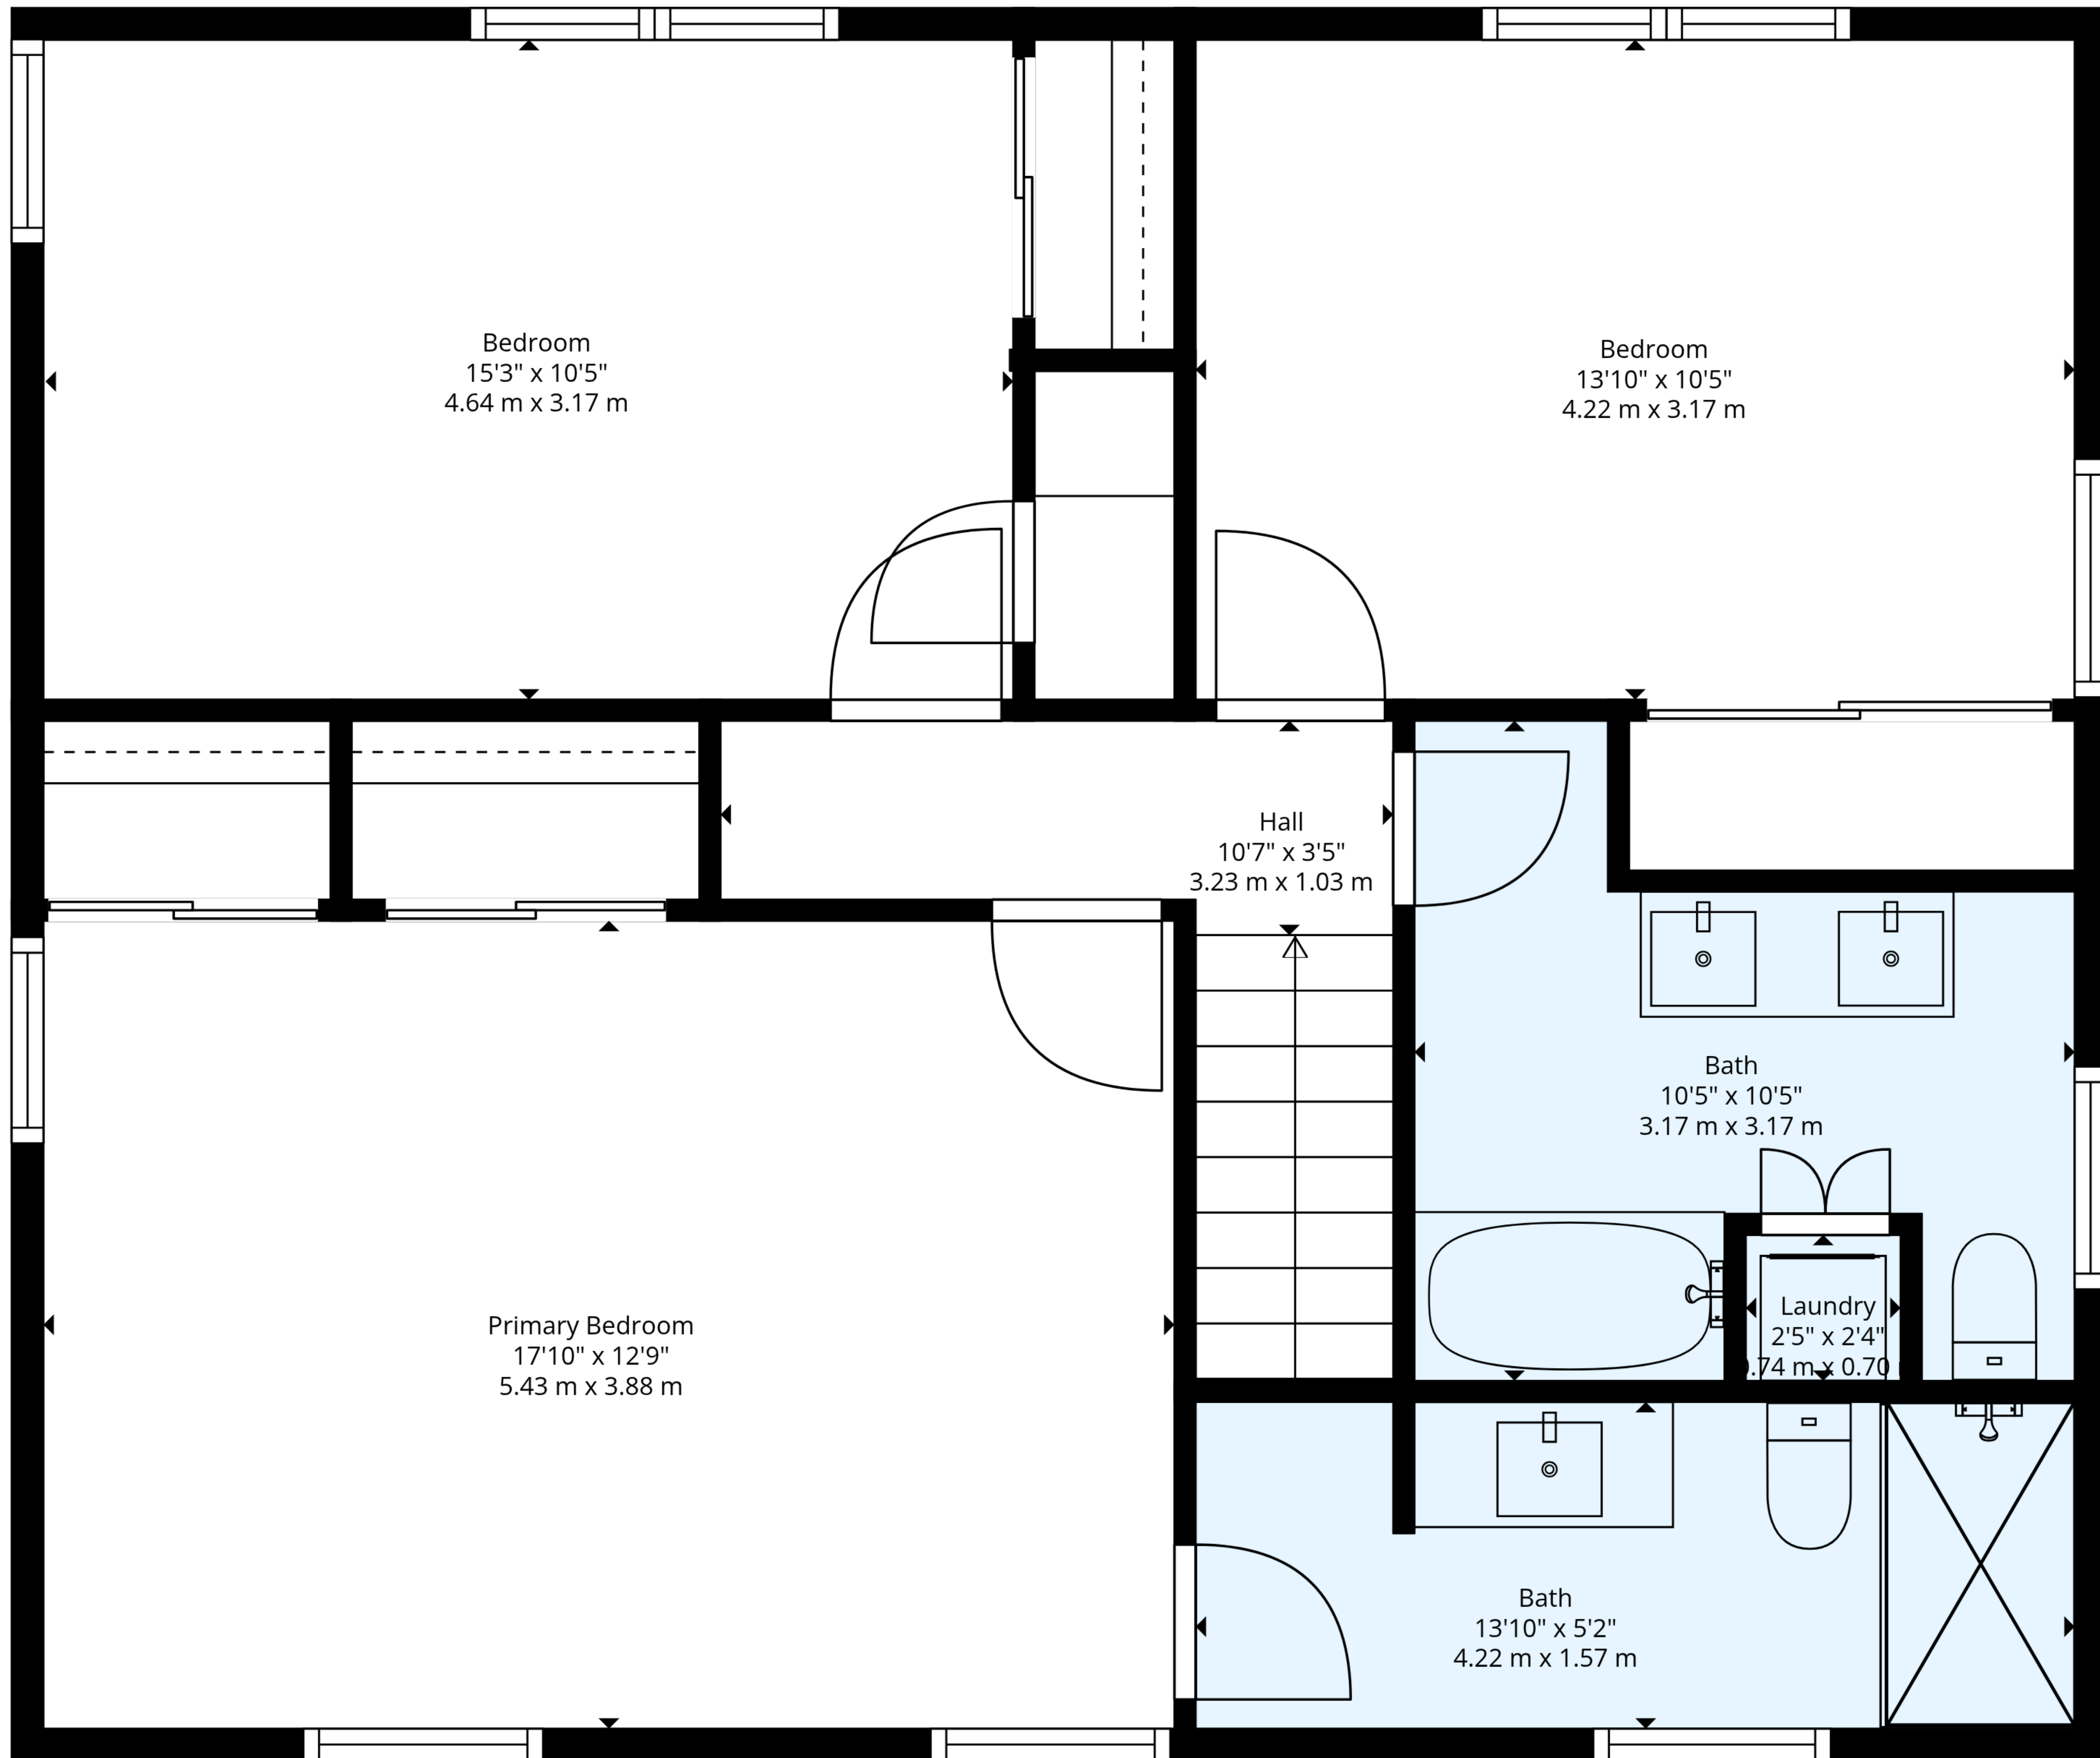 Bedroom
15'3" x 10'5"
4.64 m x 3.17 m
Bedroom
13'10" x 10'5"
4.22 m x 3.17 m
Hall
10'7" x 3'5"
3.23 m x 1.03 m
Bath
10'5" x 10'5"
3.17 m x 3.17 m
Laundry
2'5" x 2'4"
.74 m x 0.70
Primary Bedroom
17'10" x 12'9"
5.43 m x 3.88 m
Bath
13'10" x 5'2"
4.22 m x 1.57 m